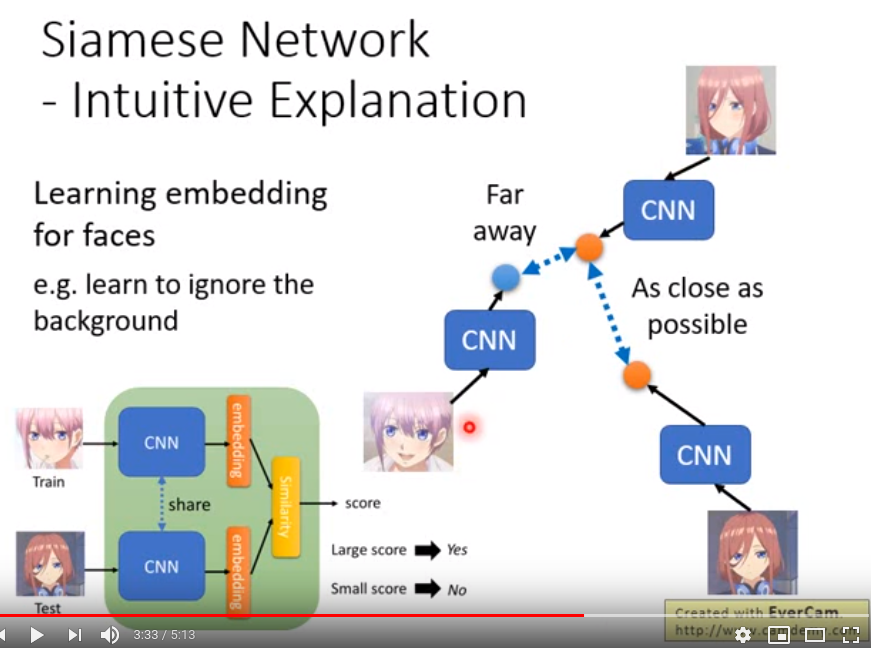 Siamese Network
- Intuitive Explanation
Learning embedding
for faces
e.g. learn to ignore the
background
Far
away
CNN
As close as
possible
CNN
CNN
Train
CNN
embedding
share
Similarity
score
CNN
embedding
Test
Large score
Yes
Small score
No
Created with EverCam.
3:33 / 5:13